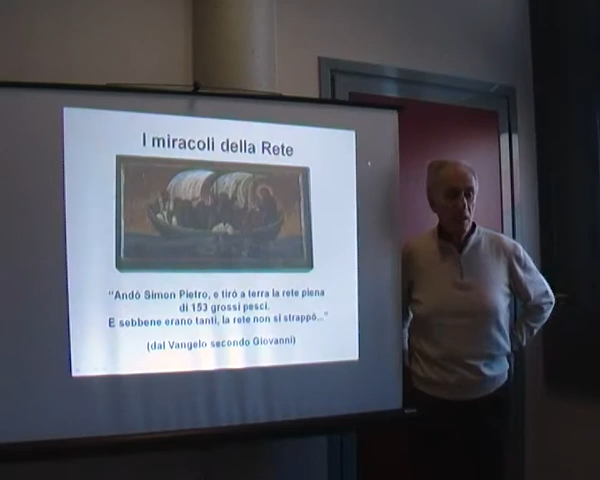 I miracoli della Rete
“Andò Simon Pietro, e tirò a terra la rete piena
di 153 grossi pesci.
E sebbene erano tanti, la rete non si strappò...”
(dal Vangelo secondo Giovanni)